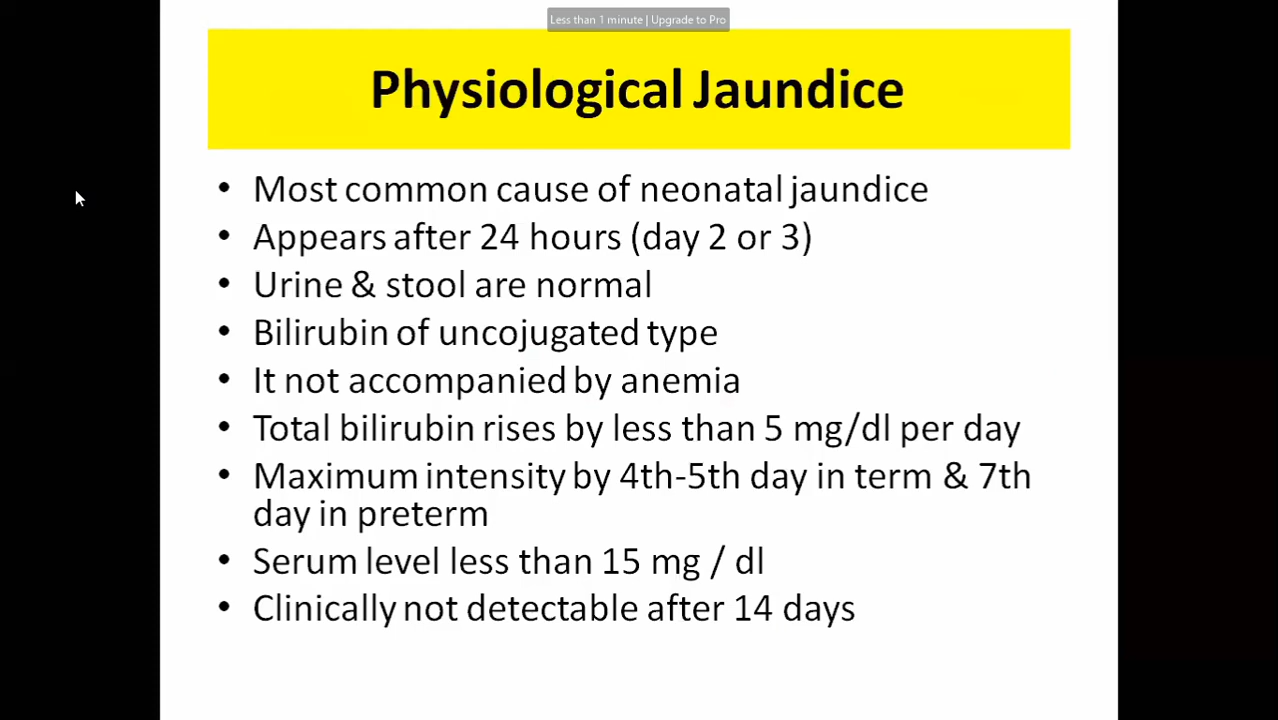 Less than 1 minute | Upgrade to Pro
Physiological Jaundice
• Most common cause of neonatal jaundice
• Appears after 24 hours (day 2 or 3)
• Urine & stool are normal
• Bilirubin of uncojugated type
• It not accompanied by anemia
• Total bilirubin rises by less than 5 mg/dl per day
• Maximum intensity by 4th-5th day in term & 7th
day in preterm
• Serum level less than 15 mg / dl
• Clinically not detectable after 14 days